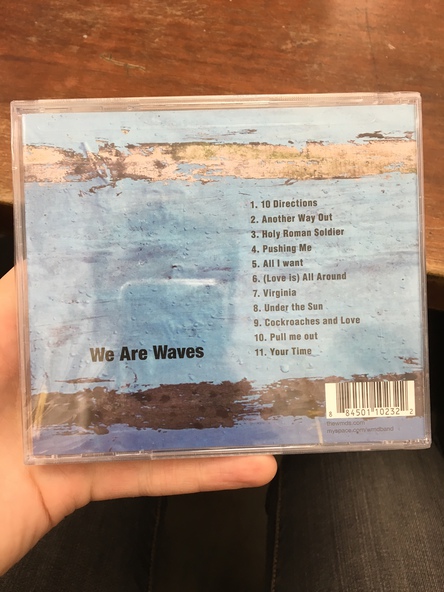 1. 10 Directions
2. Another Way Out
3. Holy Roman Soldier
4. Pushing Me
5. All I want
6. (Love is) All Around
7. Virginia
8. Under the Sun
9. Cockroaches and Love
10. Pull me out
11. Your Time
We Are Waves
8 84501 10232 2